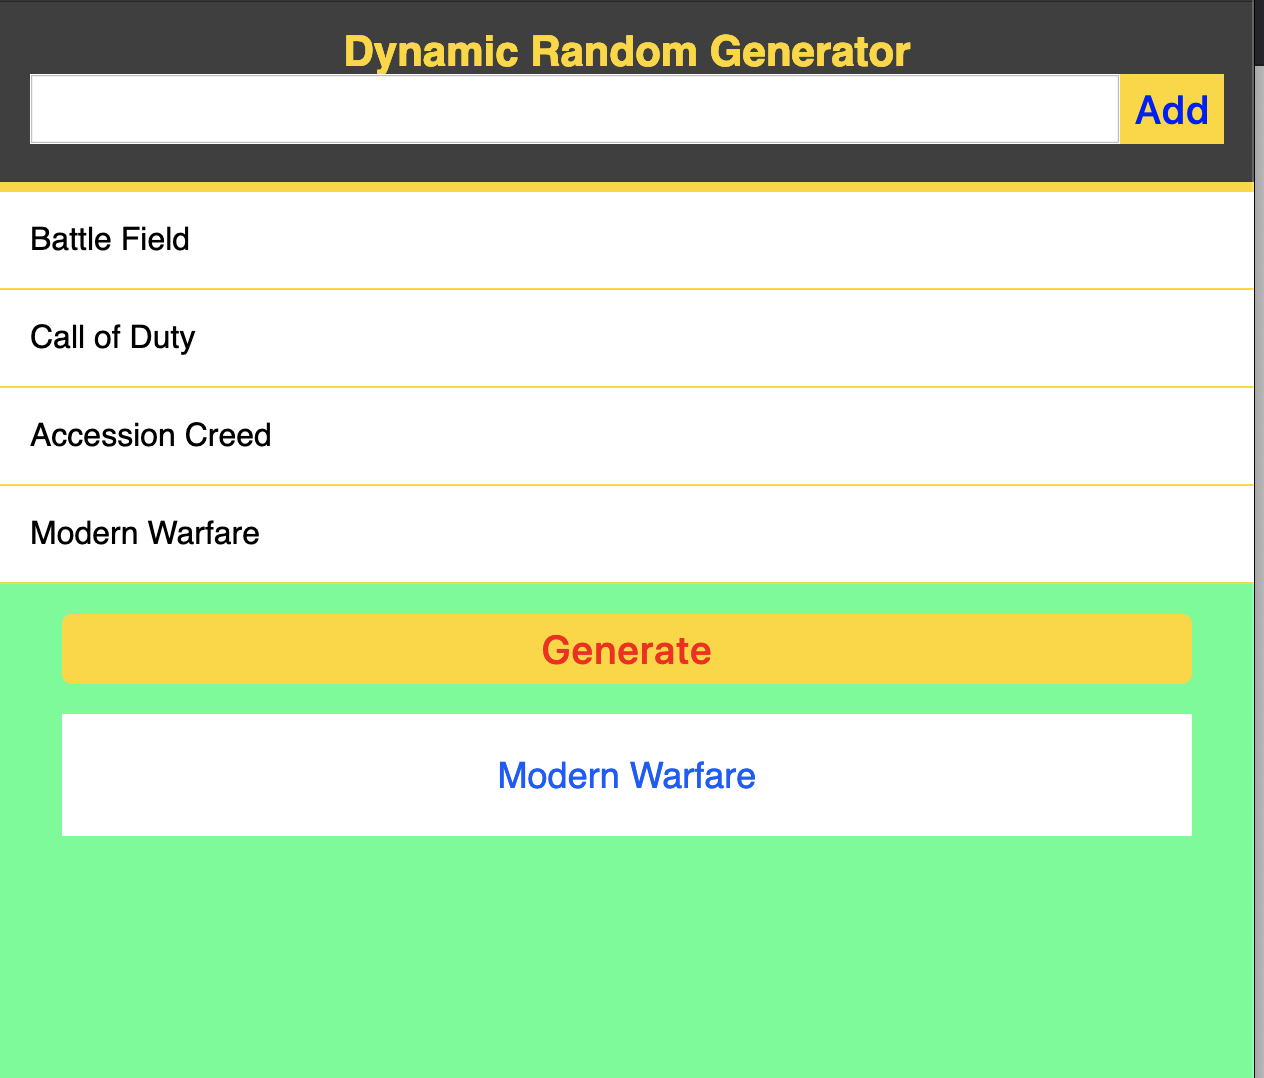 Dynamic Random Generator
Add
Battle Field
Call of Duty
Accession Creed
Modern Warfare
Generate
Modern Warfare